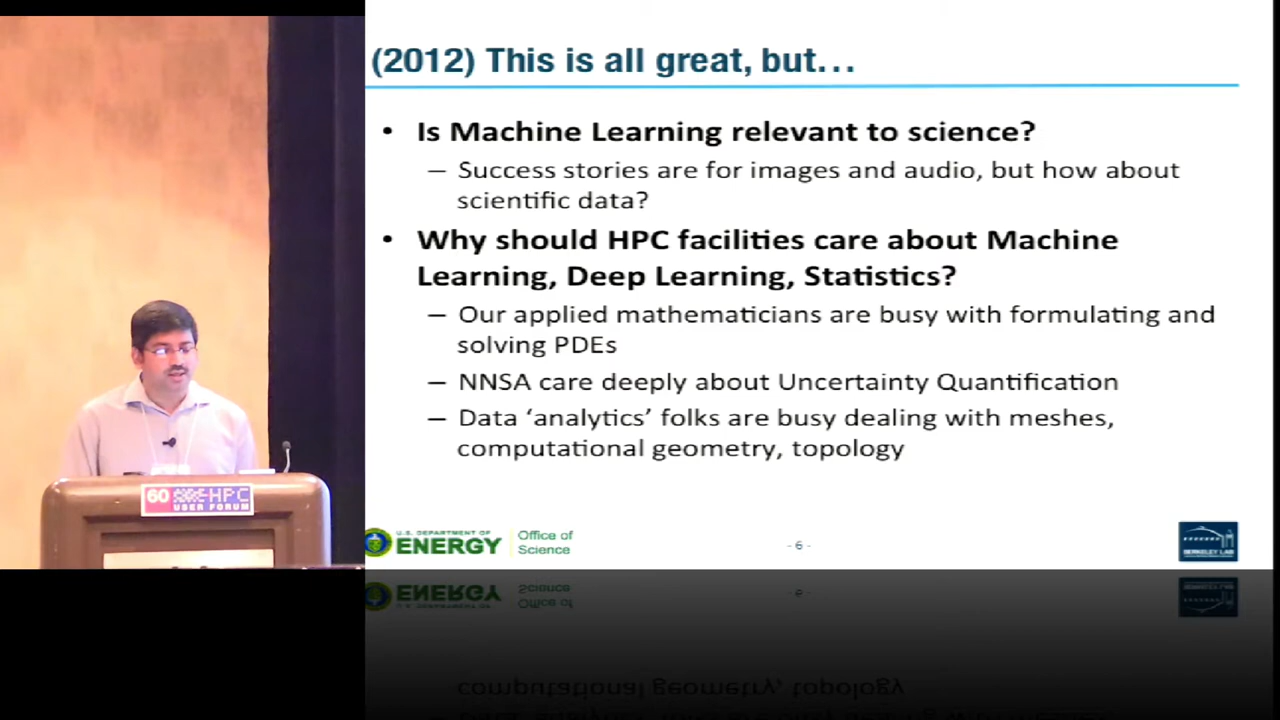 (2012) This is all great, but…
• Is Machine Learning relevant to science?
– Success stories are for images and audio, but how about
scientific data?
• Why should HPC facilities care about Machine
Learning, Deep Learning, Statistics?
– Our applied mathematicians are busy with formulating and
solving PDEs
– NNSA care deeply about Uncertainty Quantification
– Data ‘analytics’ folks are busy dealing with meshes,
computational geometry, topology
60 HPC
USER FORUM
U.S. DEPARTMENT OF
ENERGY
Office of
Science
- 6 -
BERKELEY LAB